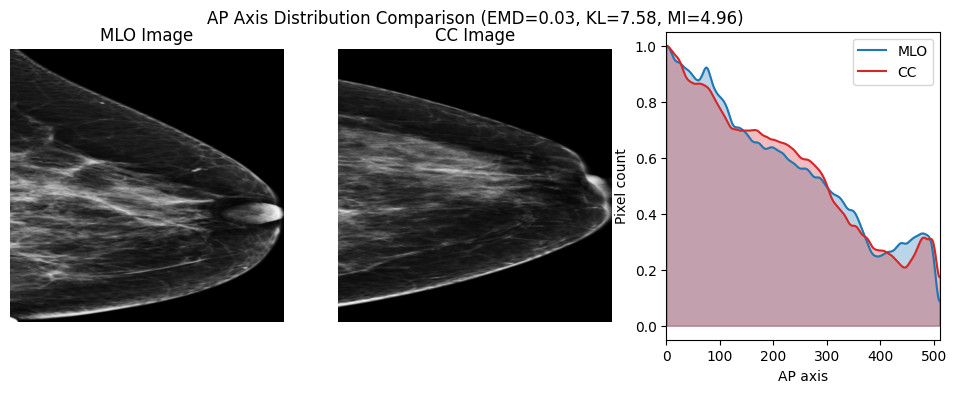 AP Axis Distribution Comparison (EMD=0.03, KL=7.58, MI=4.96)
MLO Image
CC Image
MLO
CC
Pixel count
1.0
0.8
0.6
0.4
0.2
0.0
0 100 200 300 400 500
AP axis